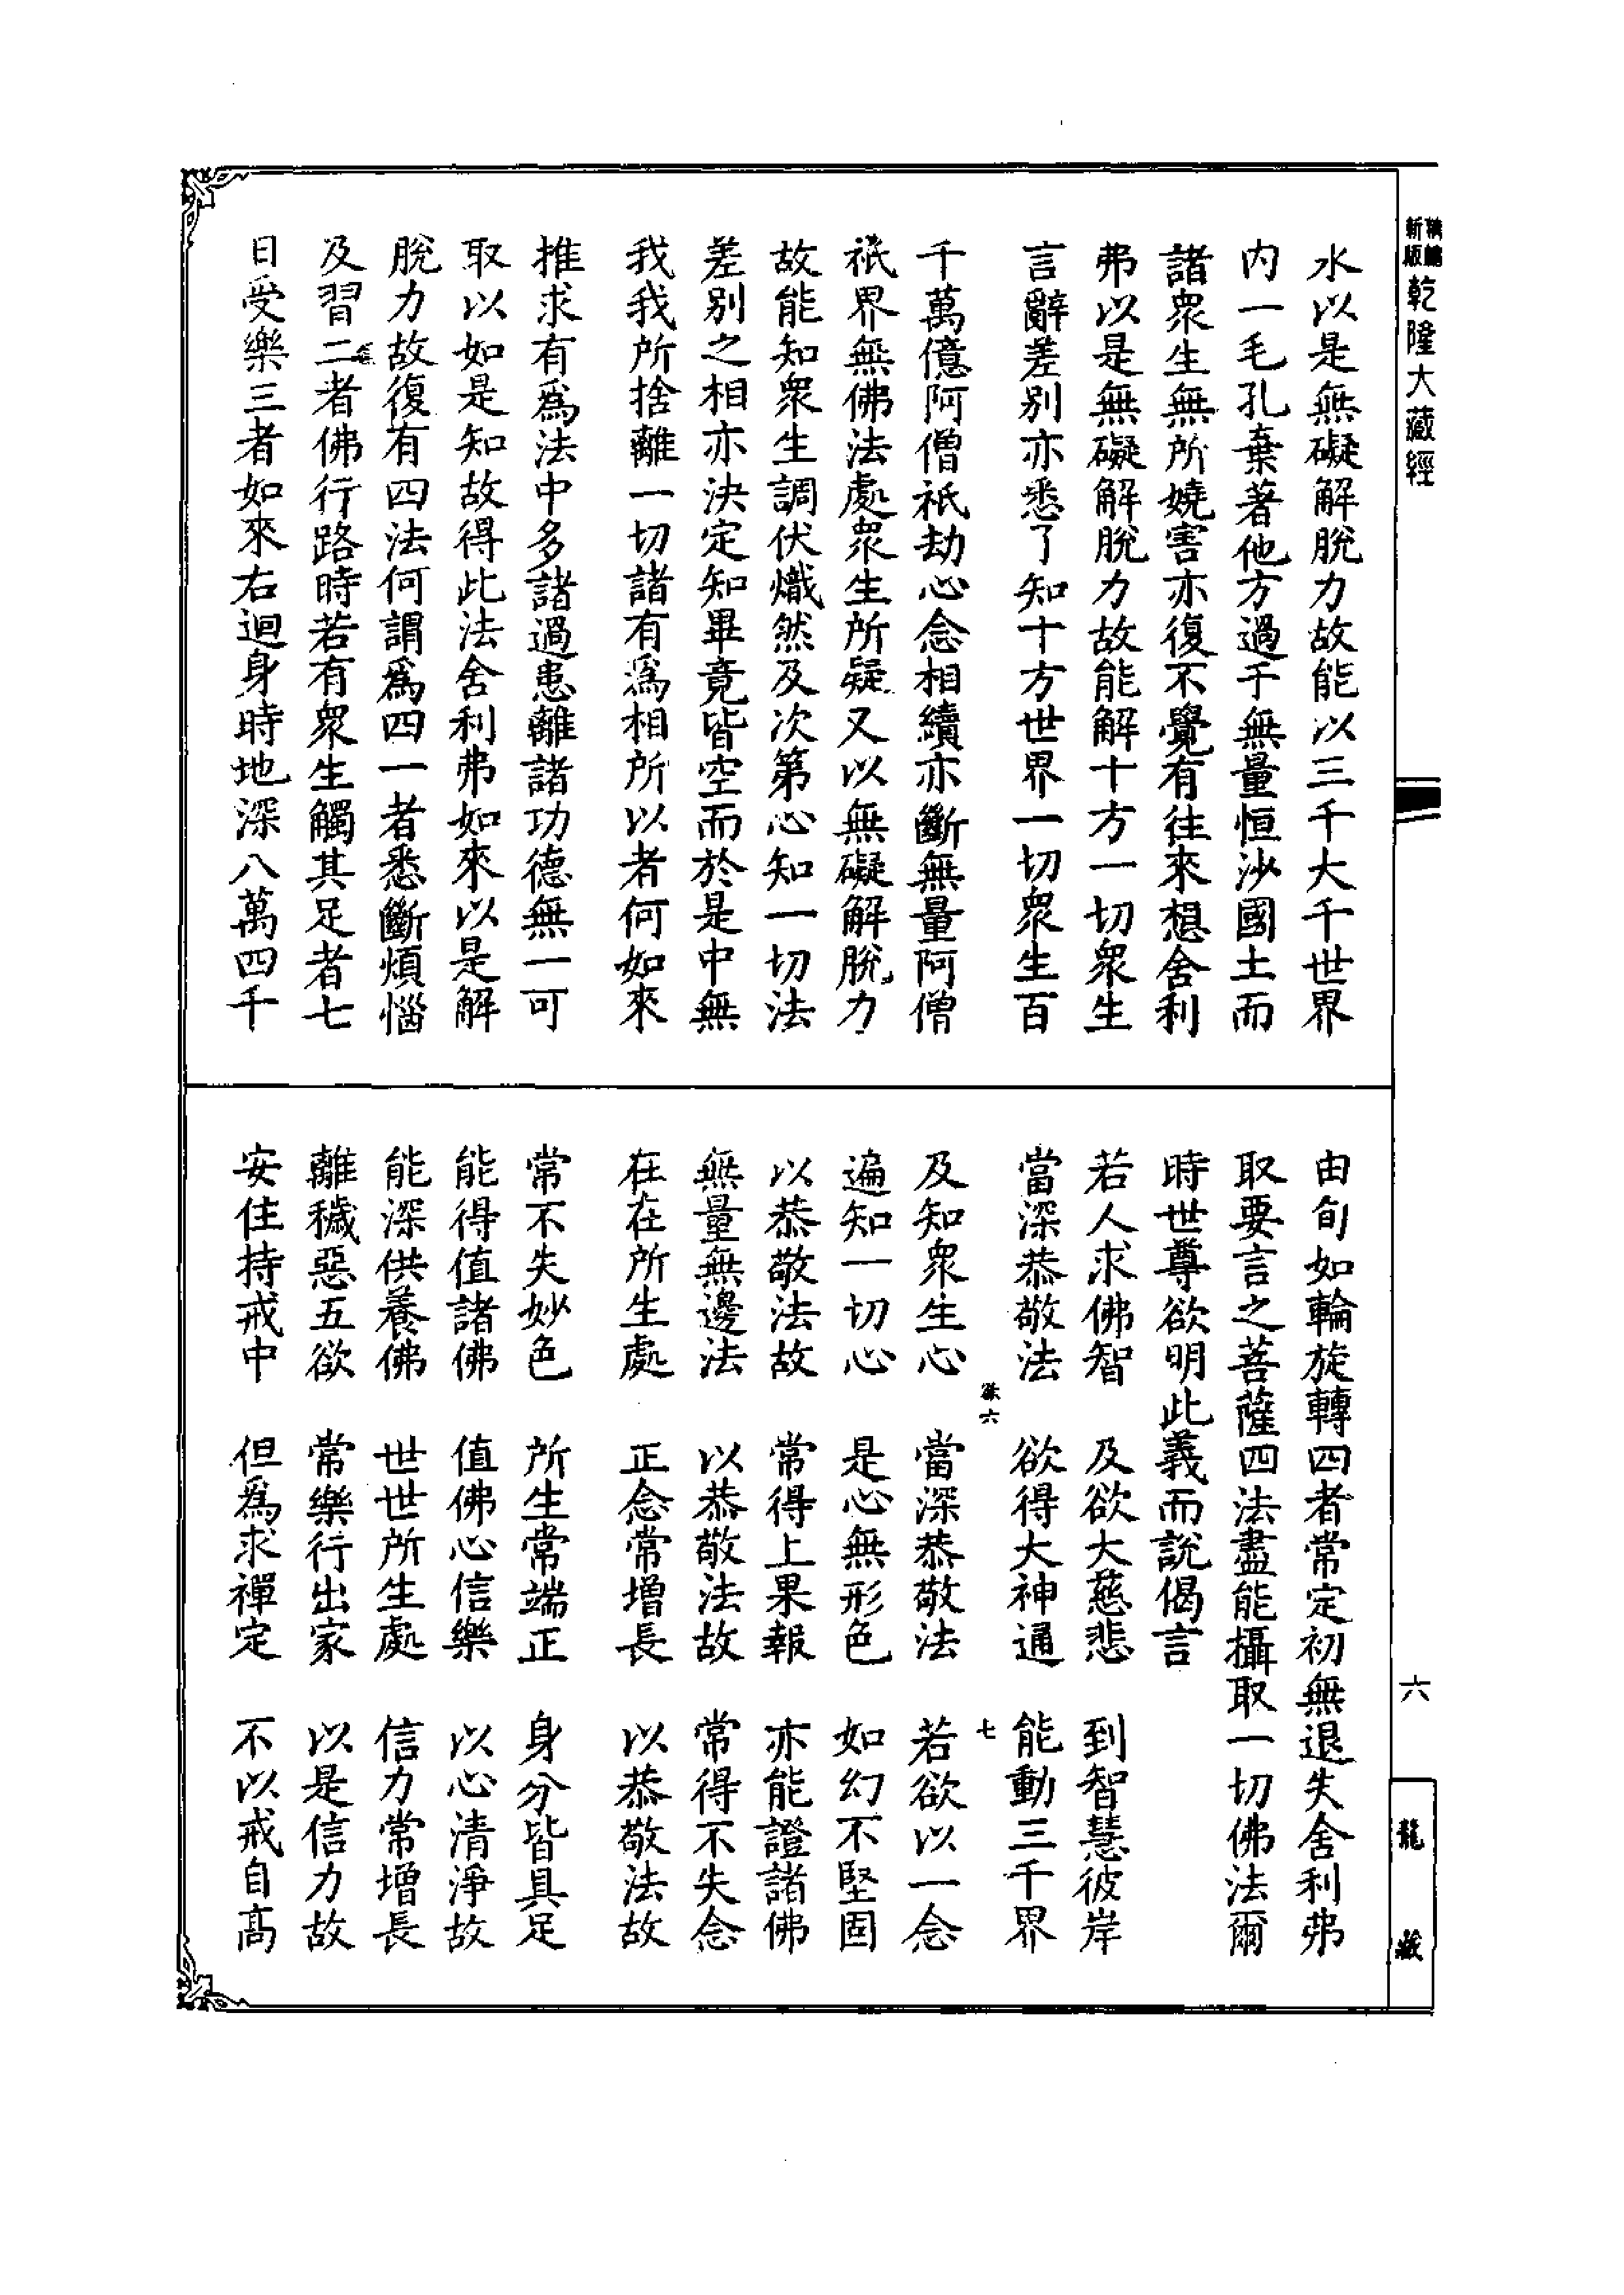 新版
乾隆大藏經
水以是無礙解脫力故能以三千大千世界
内一毛孔棄著他方過千無量恒沙國土而
諸衆生無所嬈害亦復不覺有往來想舍利
弗以是無礙解脫力故能解十方一切衆生
言辭差别亦悉了知十方世界一切衆生百
千萬億阿僧祇劫心念相續亦斷無量阿僧
祇界無佛法處衆生所疑又以無礙解脫力
故能知衆生調伏熾然及次第心知一切法
差别之相亦决定知畢竟皆空而於是中無
我我所捨離一切諸有爲相所以者何如來
推求有爲法中多諸過患離諸功德無一可
取以如是知故得此法舍利弗如來以是解
脫力故復有四法何謂爲四一者悉斷煩惱
及習二者佛行路時若有衆生觸其足者七
日受樂三者如來右迴身時地深八萬四千
由旬如輪旋轉四者常定初無退失舍利弗
取要言之菩薩四法盡能攝取一切佛法爾
時世尊欲明此義而說偈言
若人求佛智　及欲大慈悲　到智慧彼岸
當深恭敬法　欲得大神通　能動三千界
六　七
及知衆生心　當深恭敬法　若欲以一念
遍知一切心　是心無形色　如幻不堅固
以恭敬法故　常得上果報　亦能證諸佛
無量無邊法　以恭敬法故　常得不失念
在在所生處　正念常增長　以恭敬法故
常不失妙色　所生常端正　身分皆具足
能得值諸佛　值佛心信樂　以心清淨故
能深供養佛　世世所生處　信力常增長
離穢惡五欲　常樂行出家　以是信力故
安住持戒中　但爲求禪定　不以戒自高
六
龍藏